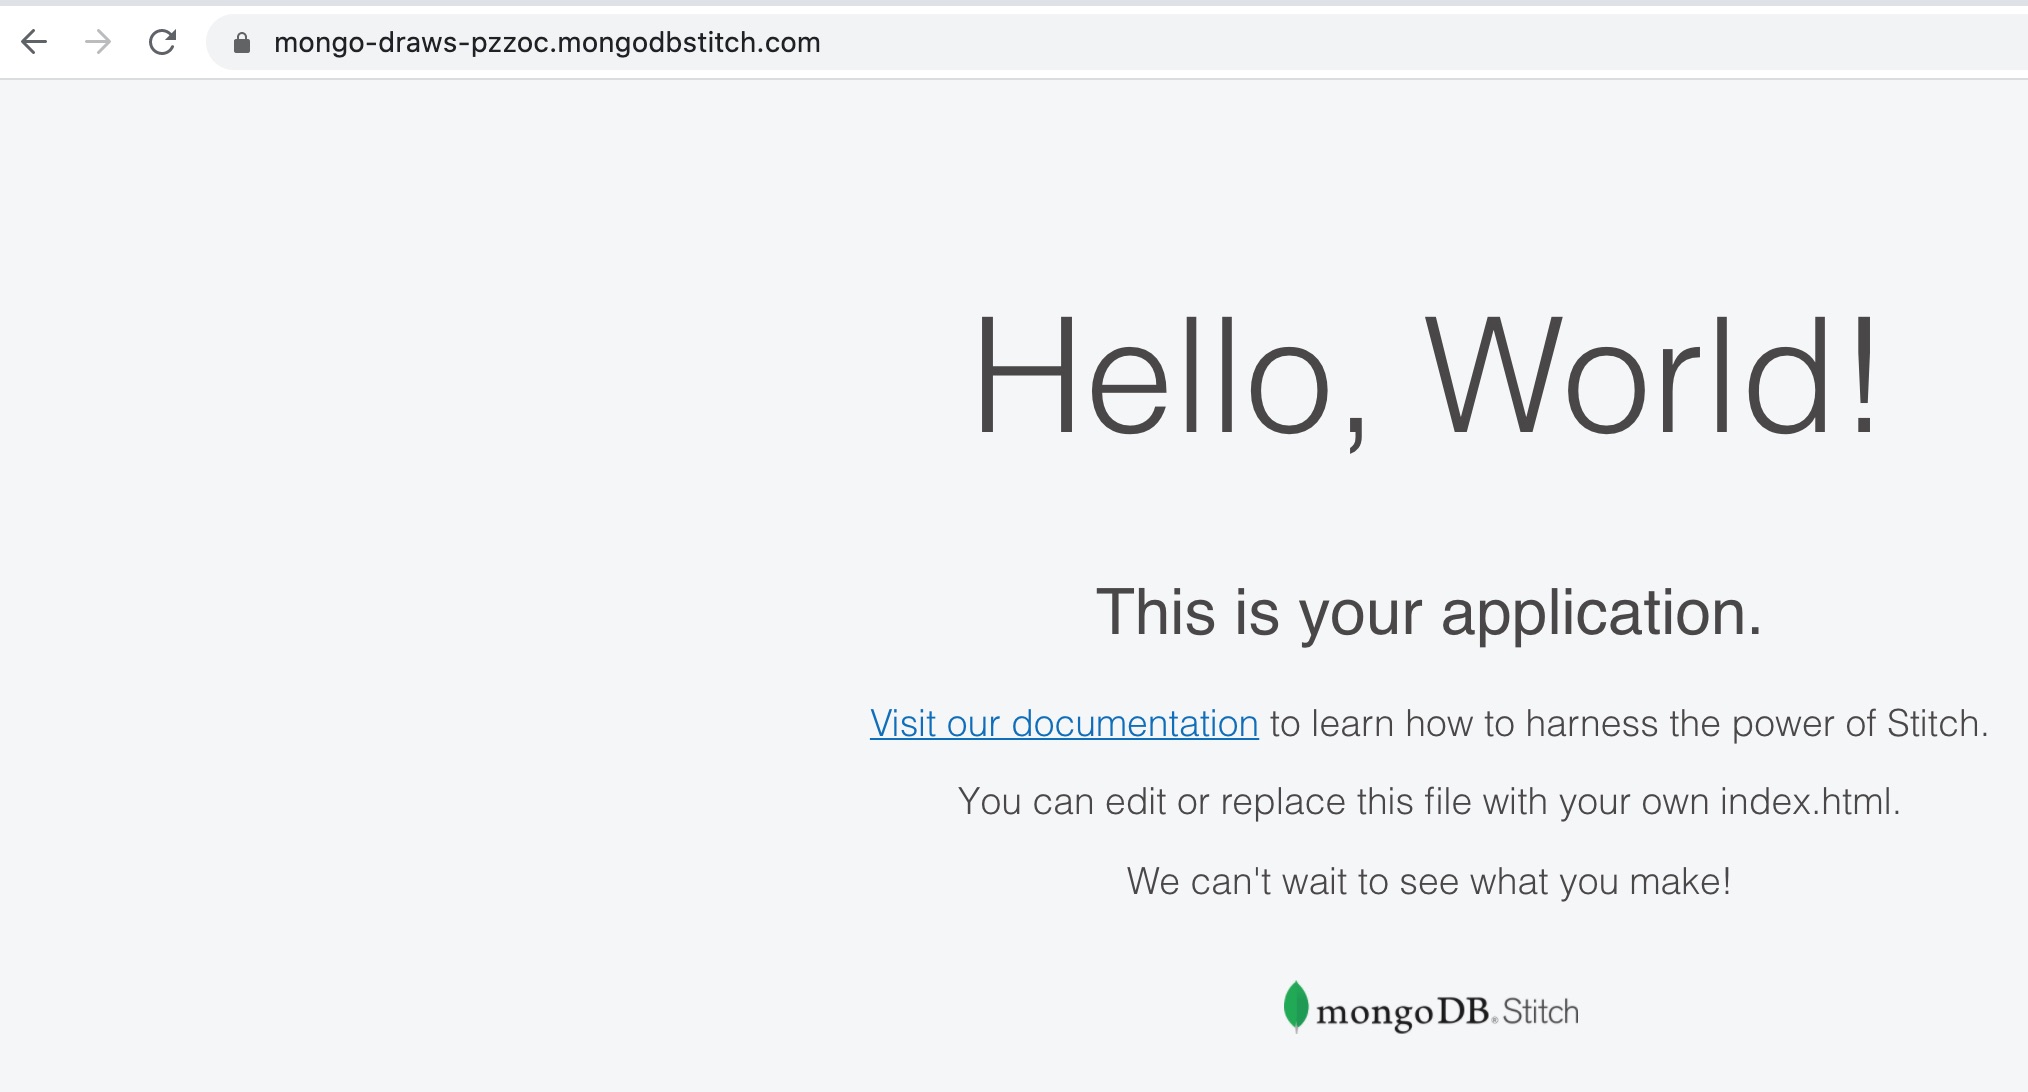 mongo-draws-pzzoc.mongodbstitch.com
Hello, World!
This is your application.
Visit our documentation to learn how to harness the power of Stitch.
You can edit or replace this file with your own index.html.
We can't wait to see what you make!
mongoDB® Stitch